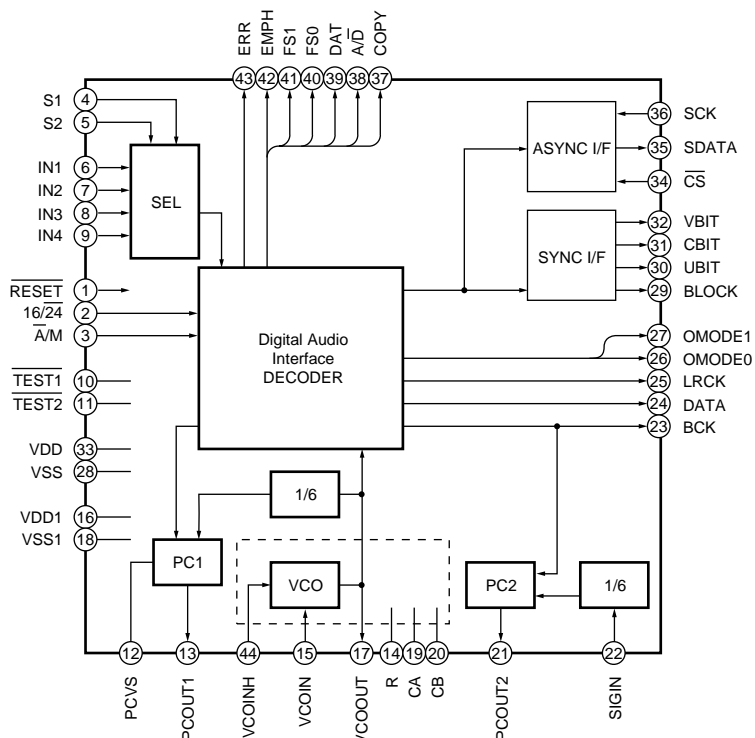 ERR
EMPH
FS1
FS0
DAT
A/D̅
COPY
43
42
41
40
39
38
37
S1
4
S2
5
IN1
6
IN2
7
IN3
8
IN4
9
SEL
ASYNC I/F
36
SCK
35
SDATA
34
C̅S̅
SYNC I/F
32
VBIT
31
CBIT
30
UBIT
29
BLOCK
R̅E̅S̅E̅T̅
1
16/2̅4̅
2
A̅/M
3
T̅E̅S̅T̅1̅
10
T̅E̅S̅T̅2̅
11
VDD
33
VSS
28
VDD1
16
VSS1
18
Digital Audio
Interface
DECODER
27
OMODE1
26
OMODE0
25
LRCK
24
DATA
23
BCK
1/6
PC1
VCO
PC2
1/6
12
13
44
15
17
14
19
20
21
22
PCVS
PCOUT1
VCOINH
VCOIN
VCOOUT
R
CA
CB
PCOUT2
SIGIN